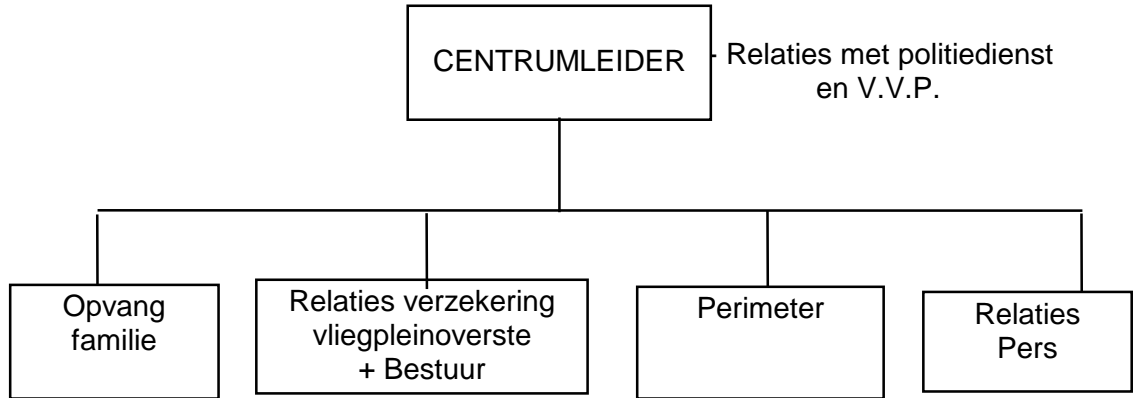 CENTRUMLEIDER
- Relaties met politiedienst
en V.V.P.
Opvang
familie
Relaties verzekering
vliegpleinoverste
+ Bestuur
Perimeter
Relaties
Pers